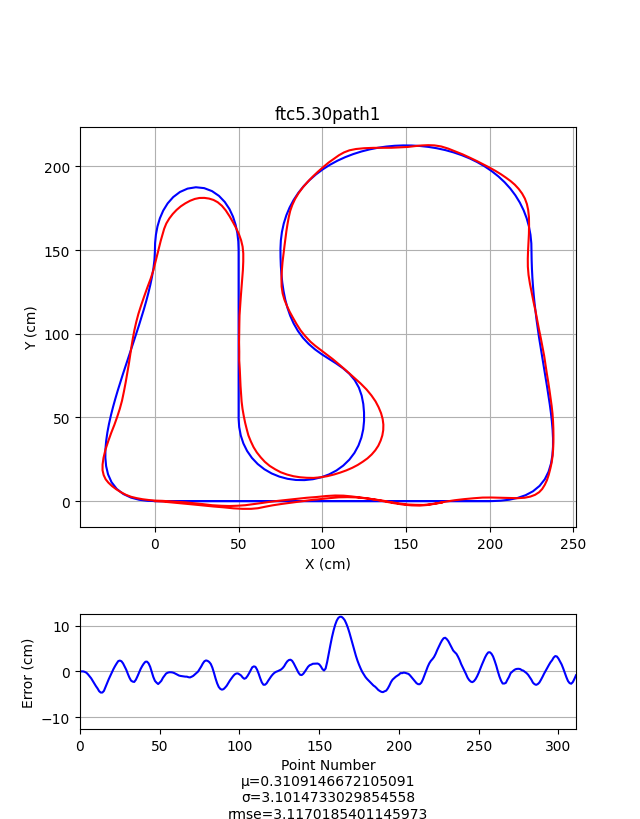 ftc5.30path1
Y (cm)
200
150
100
50
0
0 50 100 150 200 250
X (cm)
Error (cm)
10
0
−10
0 50 100 150 200 250 300
Point Number
μ=0.3109146672105091
σ=3.1014733029854558
rmse=3.1170185401145973